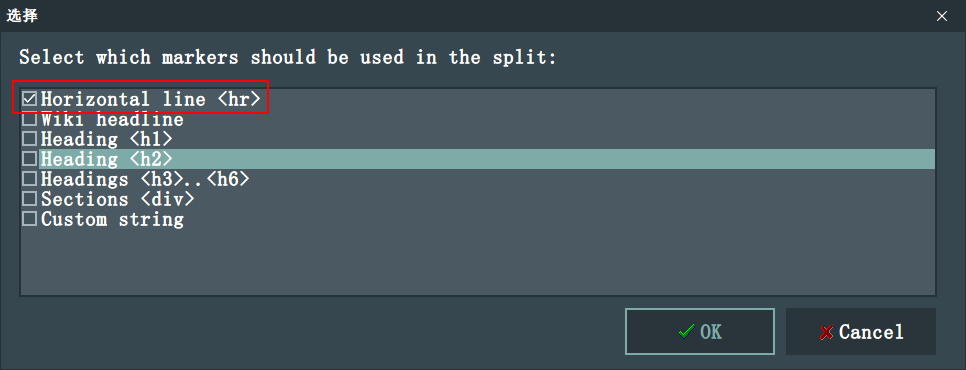 选择
Select which markers should be used in the split:
Horizontal line <hr>
Wiki headline
Heading <h1>
Heading <h2>
Headings <h3>..<h6>
Sections <div>
Custom string
OK
Cancel